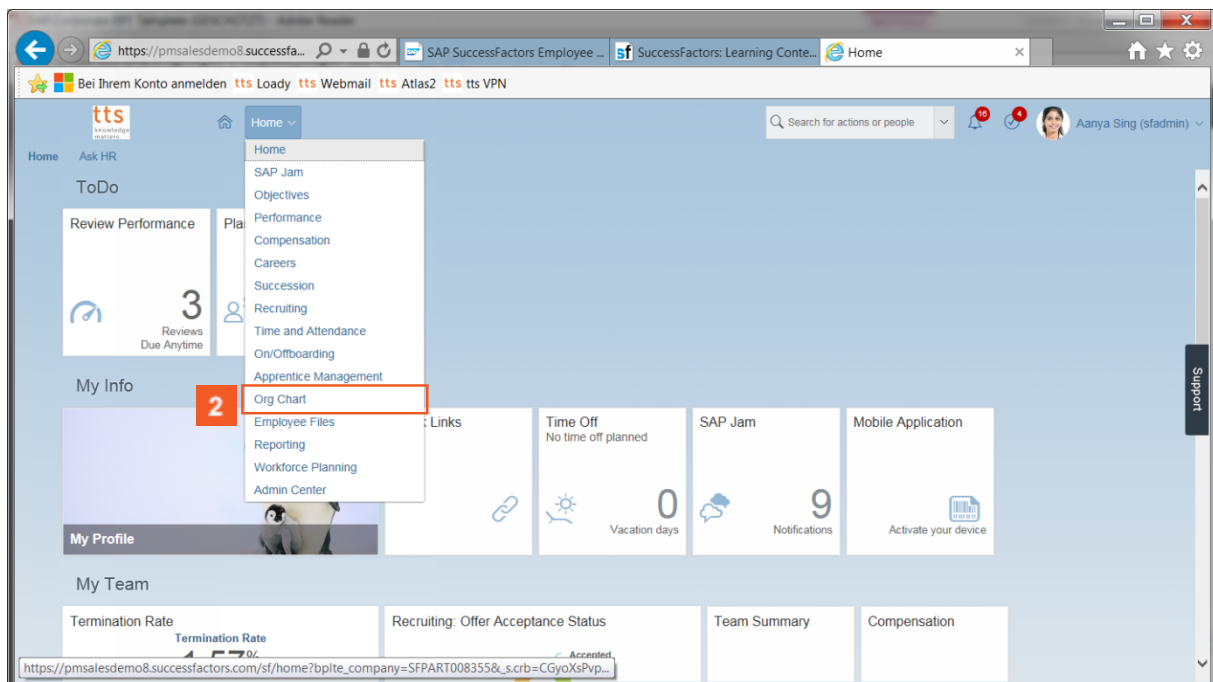 https://pmsalesdemo8.successfa...
SAP SuccessFactors Employee ...
sf SuccessFactors: Learning Conte...
Home
Bei Ihrem Konto anmelden tts Loady tts Webmail tts Atlas2 tts tts VPN
tts
knowledge
matters
Home
Search for actions or people
16
4
Aanya Sing (sfadmin)
Home Ask HR
Home
SAP Jam
Objectives
Performance
Compensation
Careers
Succession
Recruiting
Time and Attendance
On/Offboarding
Apprentice Management
2
Org Chart
Employee Files
Reporting
Workforce Planning
Admin Center
ToDo
Review Performance
3
Reviews
Due Anytime
Pla
My Info
My Profile
Links
Time Off
No time off planned
0
Vacation days
SAP Jam
9
Notifications
Mobile Application
Activate your device
Support
My Team
Termination Rate
Termination Rate
Recruiting: Offer Acceptance Status
Accepted
Team Summary
Compensation
https://pmsalesdemo8.successfactors.com/sf/home?bplte_company=SFPART008355&_s.crb=CGyoXsPvp...